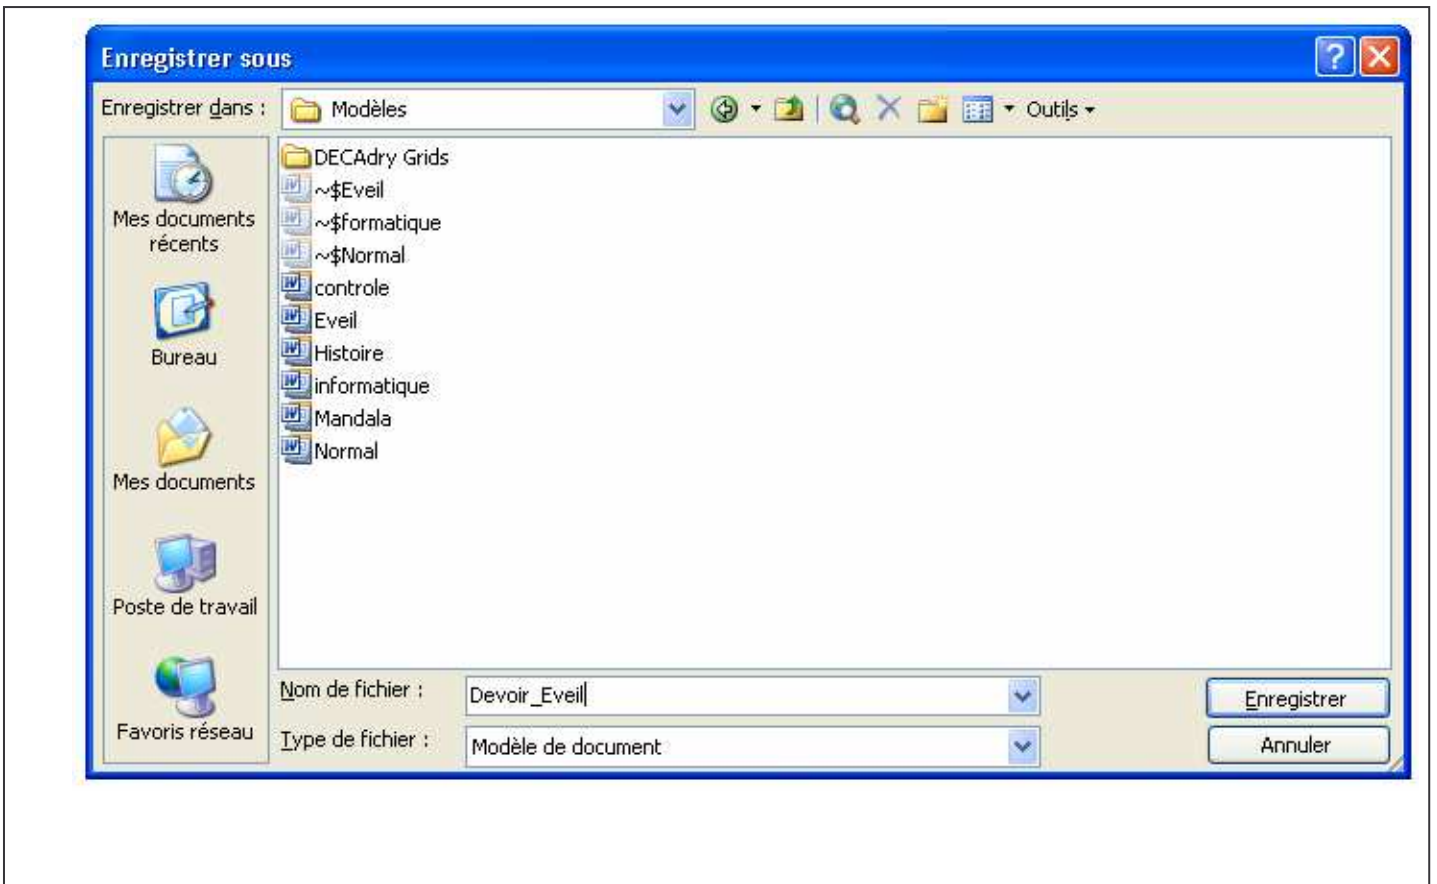 Enregistrer sous
Enregistrer dans :
Modèles
Outils
Mes documents
récents
Bureau
Mes documents
Poste de travail
Favoris réseau
DECAdry Grids
~$Eveil
~$formatique
~$Normal
controle
Eveil
Histoire
informatique
Mandala
Normal
Nom de fichier :
Devoir_Eveil
Enregistrer
Type de fichier :
Modèle de document
Annuler